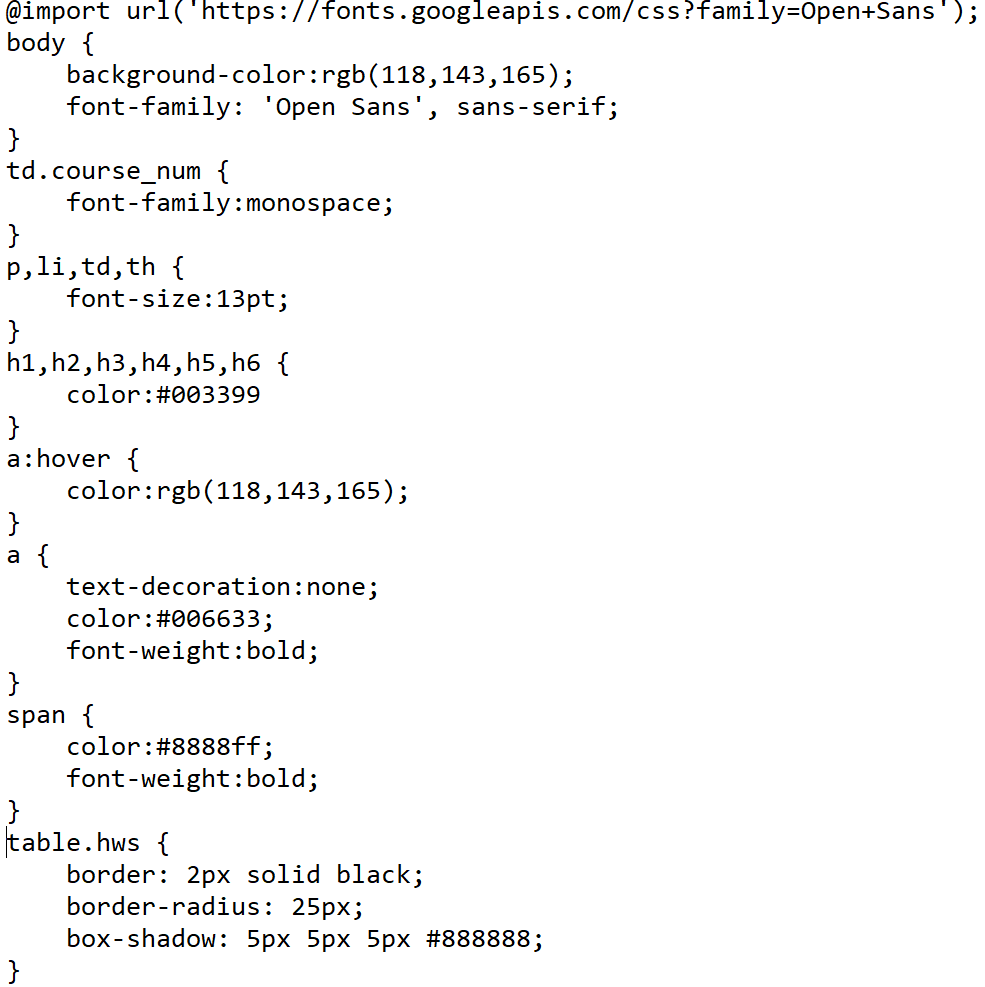 @import url('https://fonts.googleapis.com/css?family=Open+Sans');
body {
    background-color:rgb(118,143,165);
    font-family: 'Open Sans', sans-serif;
}
td.course_num {
    font-family:monospace;
}
p,li,td,th {
    font-size:13pt;
}
h1,h2,h3,h4,h5,h6 {
    color:#003399
}
a:hover {
    color:rgb(118,143,165);
}
a {
    text-decoration:none;
    color:#006633;
    font-weight:bold;
}
span {
    color:#8888ff;
    font-weight:bold;
}
table.hws {
    border: 2px solid black;
    border-radius: 25px;
    box-shadow: 5px 5px 5px #888888;
}